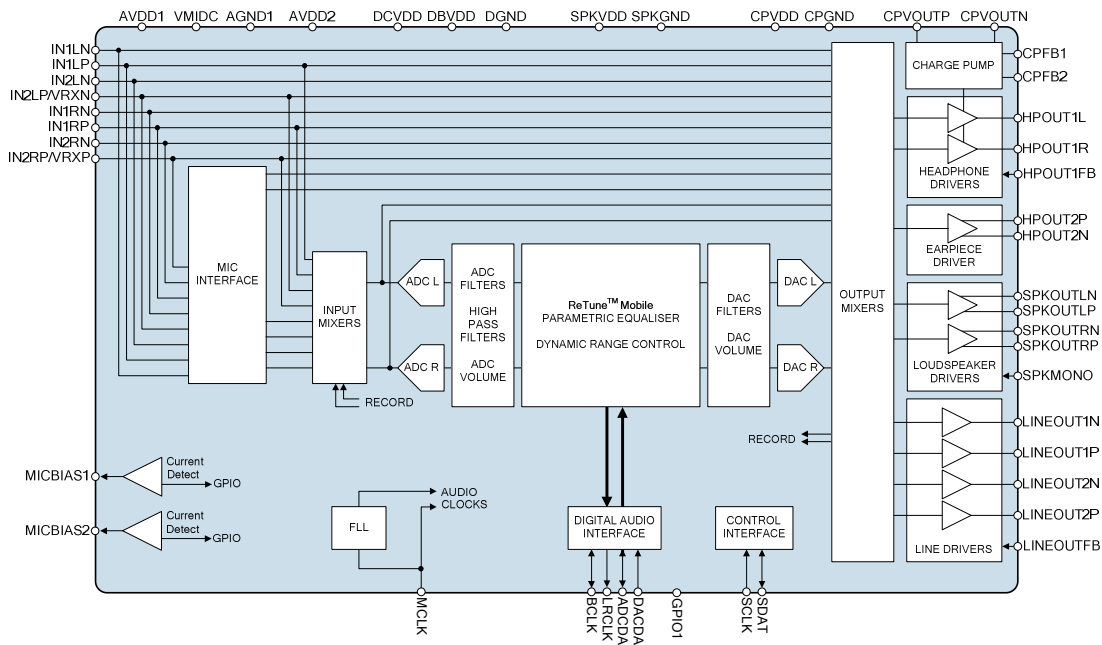 AVDD1 VMIDC AGND1 AVDD2 DCVDD DBVDD DGND SPKVDD SPKGND CPVDD CPGND CPVOUTP CPVOUTN
IN1LN
IN1LP
IN2LN
IN2LP/VRXN
IN1RN
IN1RP
IN2RN
IN2RP/VRXP
MICBIAS1
MICBIAS2
MIC
INTERFACE
INPUT
MIXERS
RECORD
ADC L
ADC R
ADC
FILTERS
HIGH
PASS
FILTERS
ADC
VOLUME
ReTune™ Mobile
PARAMETRIC EQUALISER
DYNAMIC RANGE CONTROL
DAC
FILTERS
DAC
VOLUME
DAC L
DAC R
RECORD
OUTPUT
MIXERS
CHARGE PUMP
HEADPHONE
DRIVERS
EARPIECE
DRIVER
LOUDSPEAKER
DRIVERS
LINE DRIVERS
CPFB1
CPFB2
HPOUT1L
HPOUT1R
HPOUT1FB
HPOUT2P
HPOUT2N
SPKOUTLN
SPKOUTLP
SPKOUTRN
SPKOUTRP
SPKMONO
LINEOUT1N
LINEOUT1P
LINEOUT2N
LINEOUT2P
LINEOUTFB
Current
Detect
GPIO
Current
Detect
GPIO
FLL
AUDIO
CLOCKS
DIGITAL AUDIO
INTERFACE
CONTROL
INTERFACE
MCLK
BCLK
LRCLK
ADCDA
DACDA
GPIO1
SCLK
SDAT